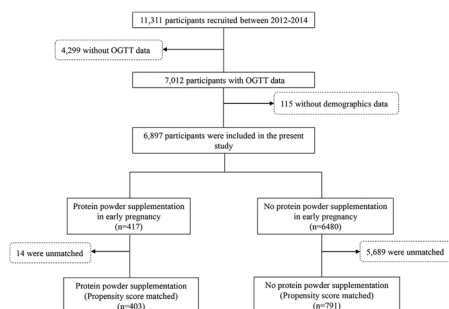 11,311 participants recruited between 2012-2014
4,299 without OGTT data
7,012 participants with OGTT data
115 without demographics data
6,897 participants were included in the present
study
Protein powder supplementation
in early pregnancy
(n=417)
No protein powder supplementation
in early pregnancy
(n=6480)
14 were unmatched
5,689 were unmatched
Protein powder supplementation
(Propensity score matched)
(n=403)
No protein powder supplementation
(Propensity score matched)
(n=791)